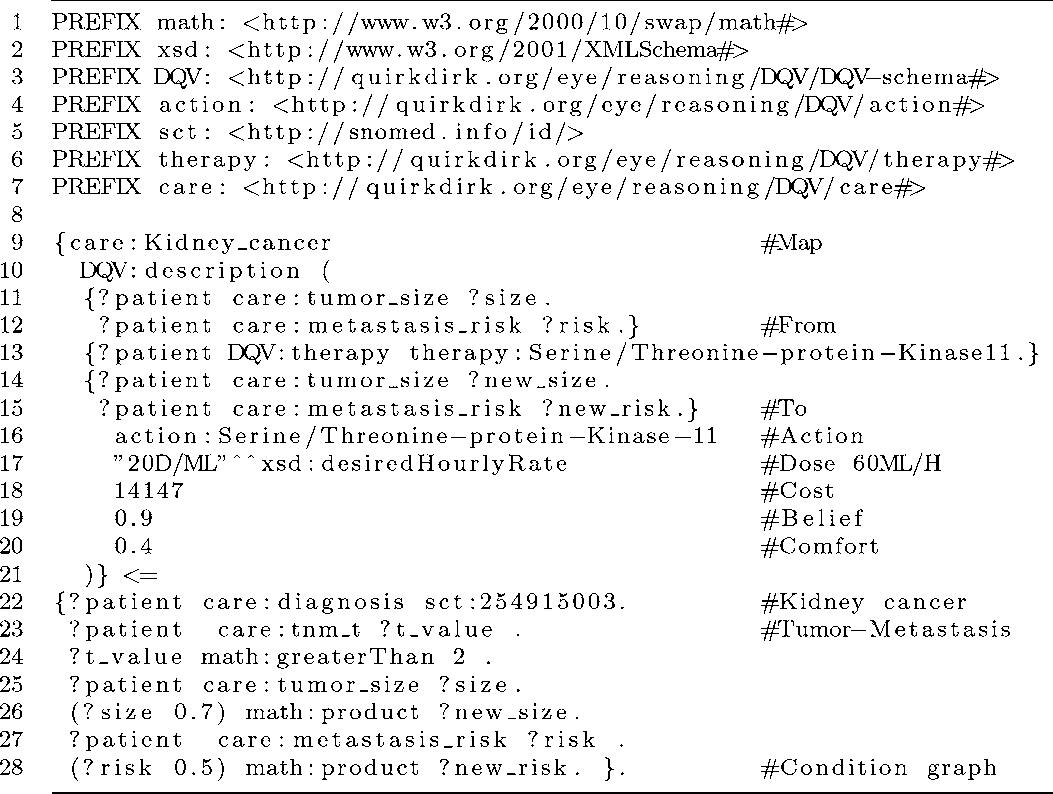 1 PREFIX math: <http://www.w3.org/2000/10/swap/math#>
2 PREFIX xsd: <http://www.w3.org/2001/XMLSchema#>
3 PREFIX DQV: <http://quirkdirk.org/eye/reasoning/DQV/DQV-schema#>
4 PREFIX action: <http://quirkdirk.org/eye/reasoning/DQV/action#>
5 PREFIX sct: <http://snomed.info/id/>
6 PREFIX therapy: <http://quirkdirk.org/eye/reasoning/DQV/therapy#>
7 PREFIX care: <http://quirkdirk.org/eye/reasoning/DQV/care#>
8
9 {care:Kidney_cancer #Map
10 DQV:description (
11 {?patient care:tumor_size ?size.
12 ?patient care:metastasis_risk ?risk.} #From
13 {?patient DQV:therapy therapy:Serine/Threonine-protein-Kinase11.}
14 {?patient care:tumor_size ?new_size.
15 ?patient care:metastasis_risk ?new_risk.} #To
16 action:Serine/Threonine-protein-Kinase-11 #Action
17 "20D/ML"^^xsd:desiredHourlyRate #Dose 60ML/H
18 14147 #Cost
19 0.9 #Belief
20 0.4 #Comfort
21 )} <=
22 {?patient care:diagnosis sct:254915003. #Kidney cancer
23 ?patient care:tnm_t ?t_value . #Tumor-Metastasis
24 ?t_value math:greaterThan 2 .
25 ?patient care:tumor_size ?size.
26 (?size 0.7) math:product ?new_size.
27 ?patient care:metastasis_risk ?risk .
28 (?risk 0.5) math:product ?new_risk. }. #Condition graph